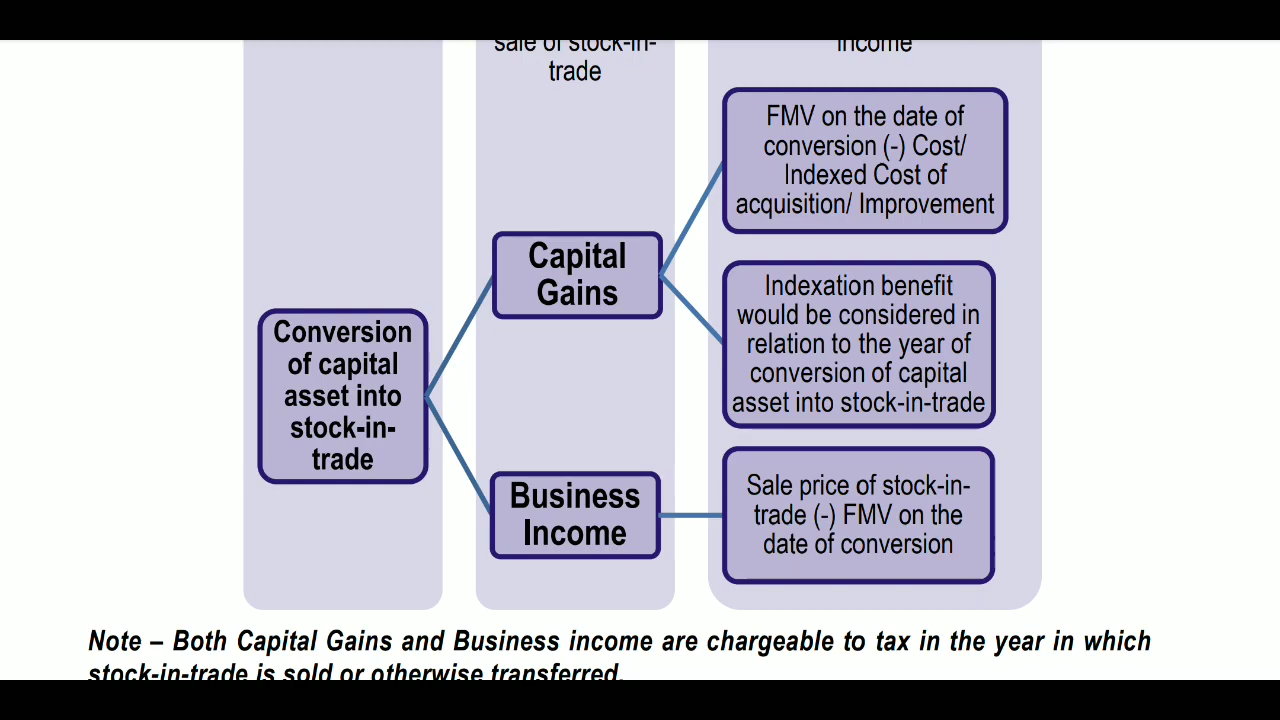 sale of stock-in-
trade
income
FMV on the date of
conversion (-) Cost/
Indexed Cost of
acquisition/ Improvement
Capital
Gains
Indexation benefit
would be considered in
relation to the year of
conversion of capital
asset into stock-in-trade
Conversion
of capital
asset into
stock-in-
trade
Business
Income
Sale price of stock-in-
trade (-) FMV on the
date of conversion
Note – Both Capital Gains and Business income are chargeable to tax in the year in which
stock-in-trade is sold or otherwise transferred.